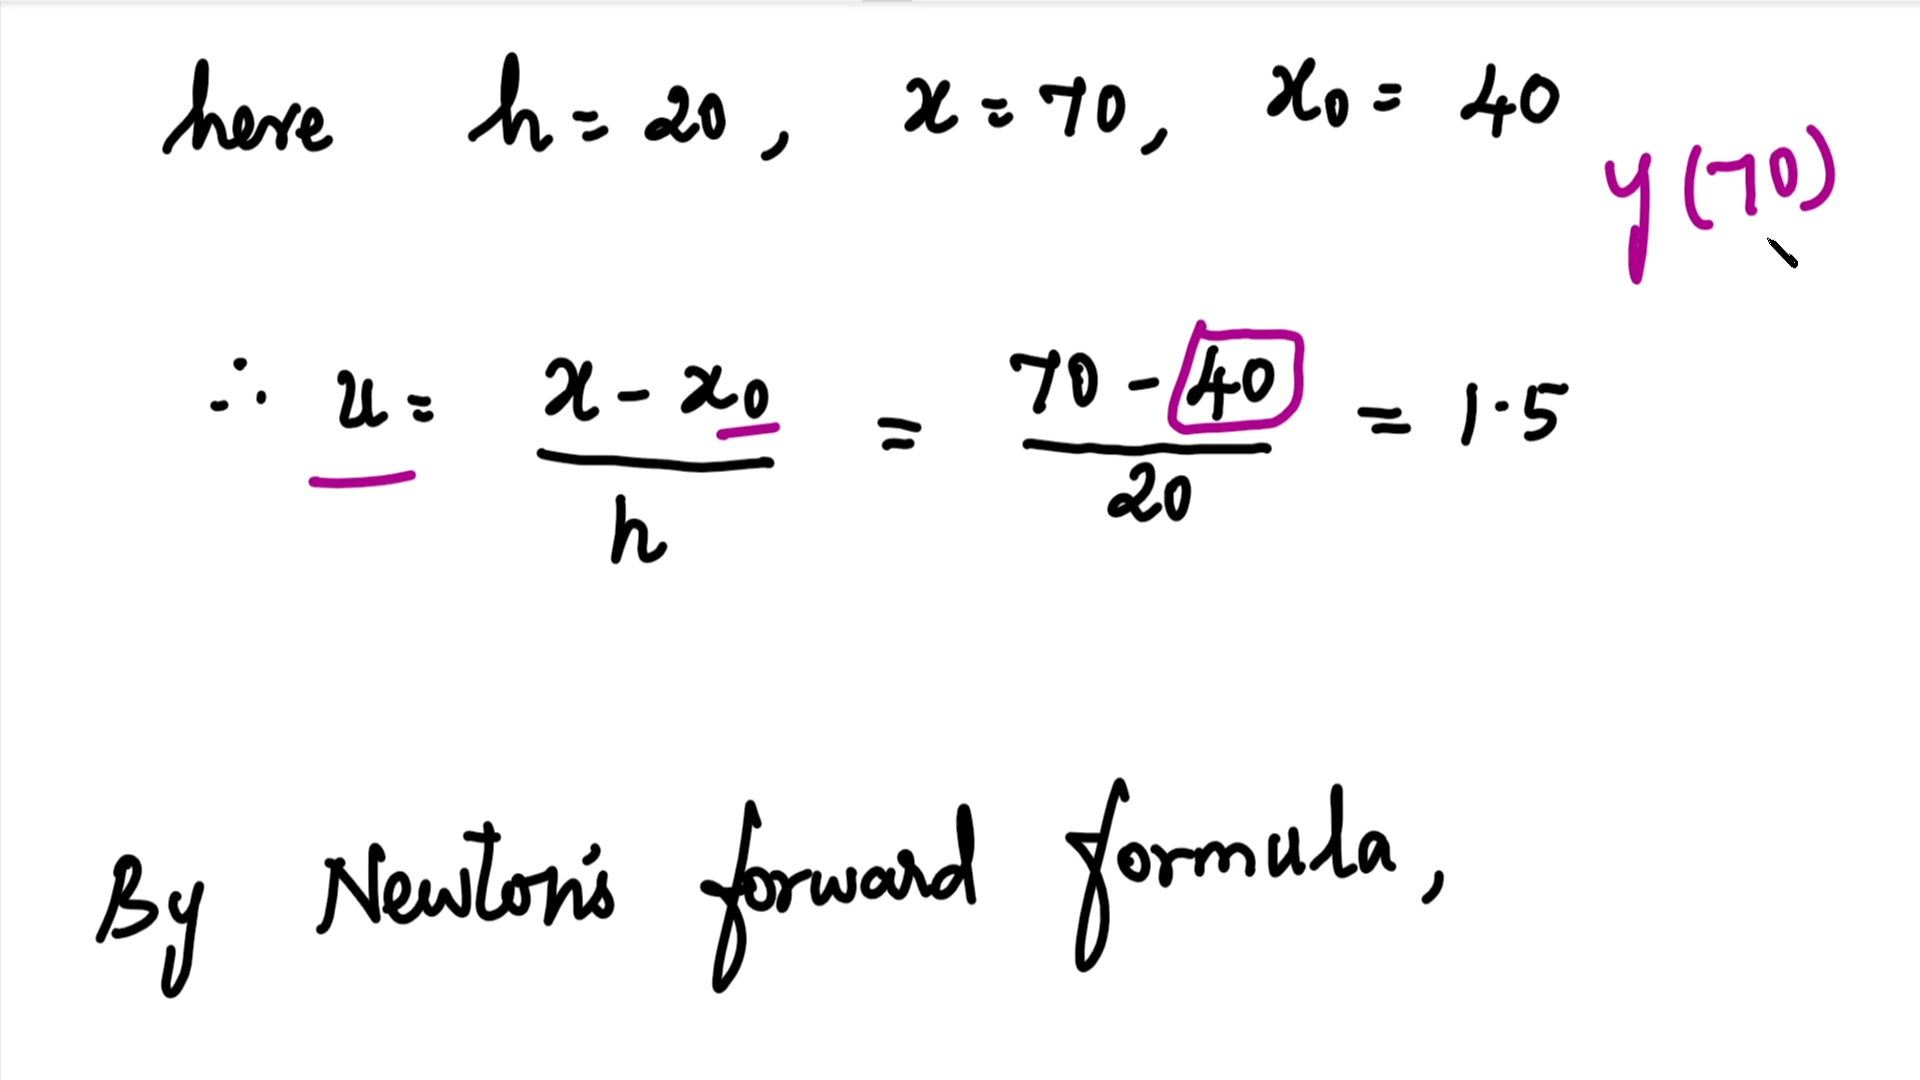 here h = 20, x = 70, x₀ = 40
y(70)
∴ u = (x - x₀)/h = (70 - 40)/20 = 1.5
By Newton's forward formula,